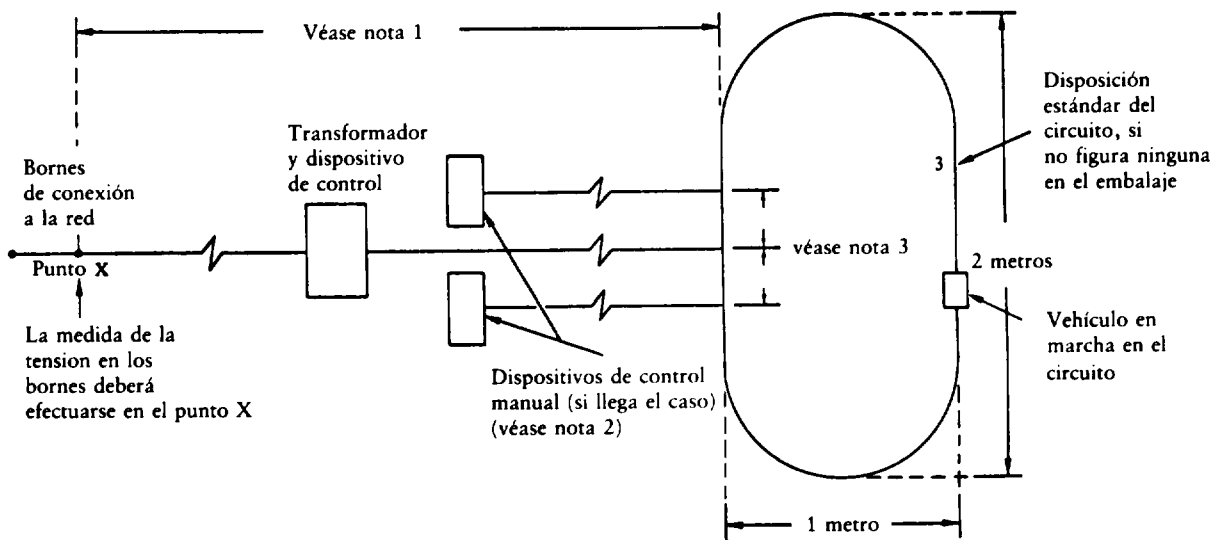 Véase nota 1
Disposición
estándar del
circuito, si
no figura ninguna
en el embalaje
Transformador
y dispositivo
de control
Bornes
de conexión
a la red
3
Punto X
véase nota 3
2 metros
La medida de la
tension en los
bornes deberá
efectuarse en el punto X
Dispositivos de control
manual (si llega el caso)
(véase nota 2)
Vehículo en
marcha en el
circuito
1 metro